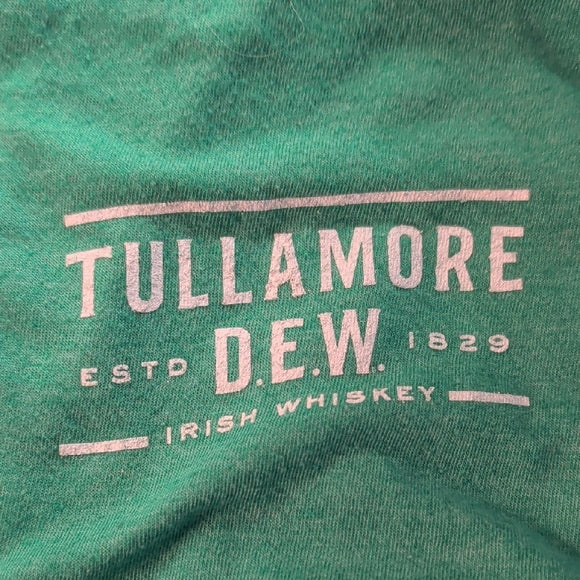 TULLAMORE
ESTD D.E.W. 1829
IRISH WHISKEY